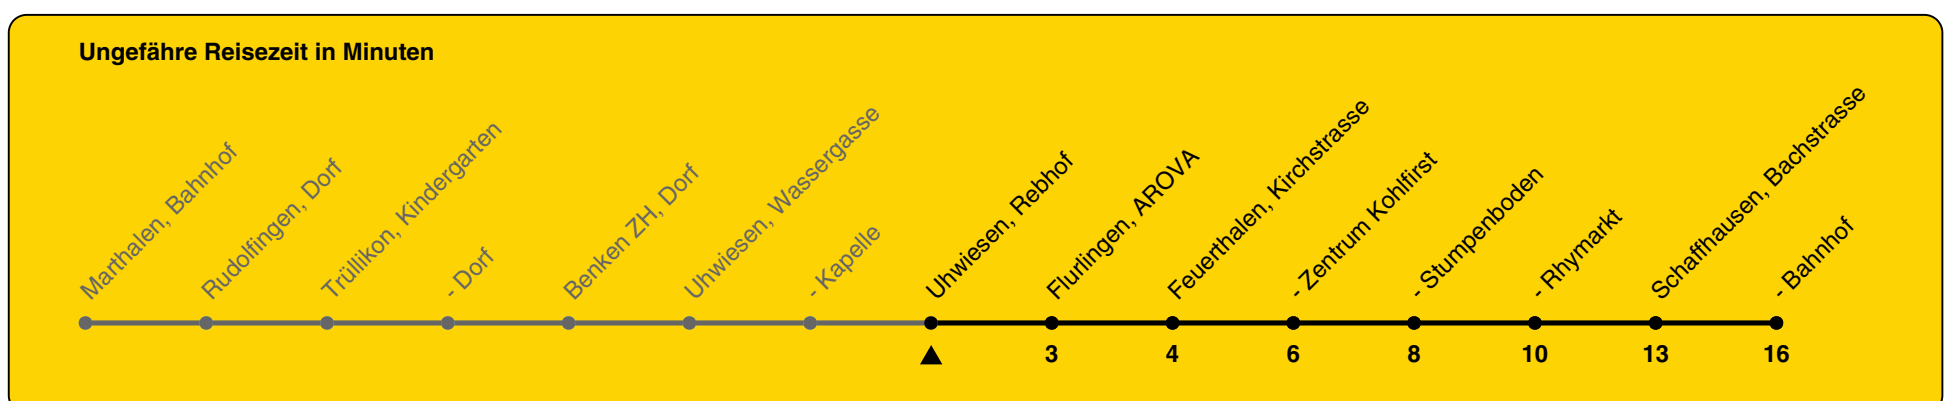 Ungefähre Reisezeit in Minuten
Marthalen, Bahnhof
Rudolfingen, Dorf
Trüllikon, Kindergarten
- Dorf
Benken ZH, Dorf
Uhwiesen, Wassergasse
- Kapelle
Uhwiesen, Rebhof
Flurlingen, AROVA
Feuerthalen, Kirchstrasse
- Zentrum Kohlfirst
- Stumpenboden
- Rhymarkt
Schaffhausen, Bachstrasse
- Bahnhof
3 4 6 8 10 13 16